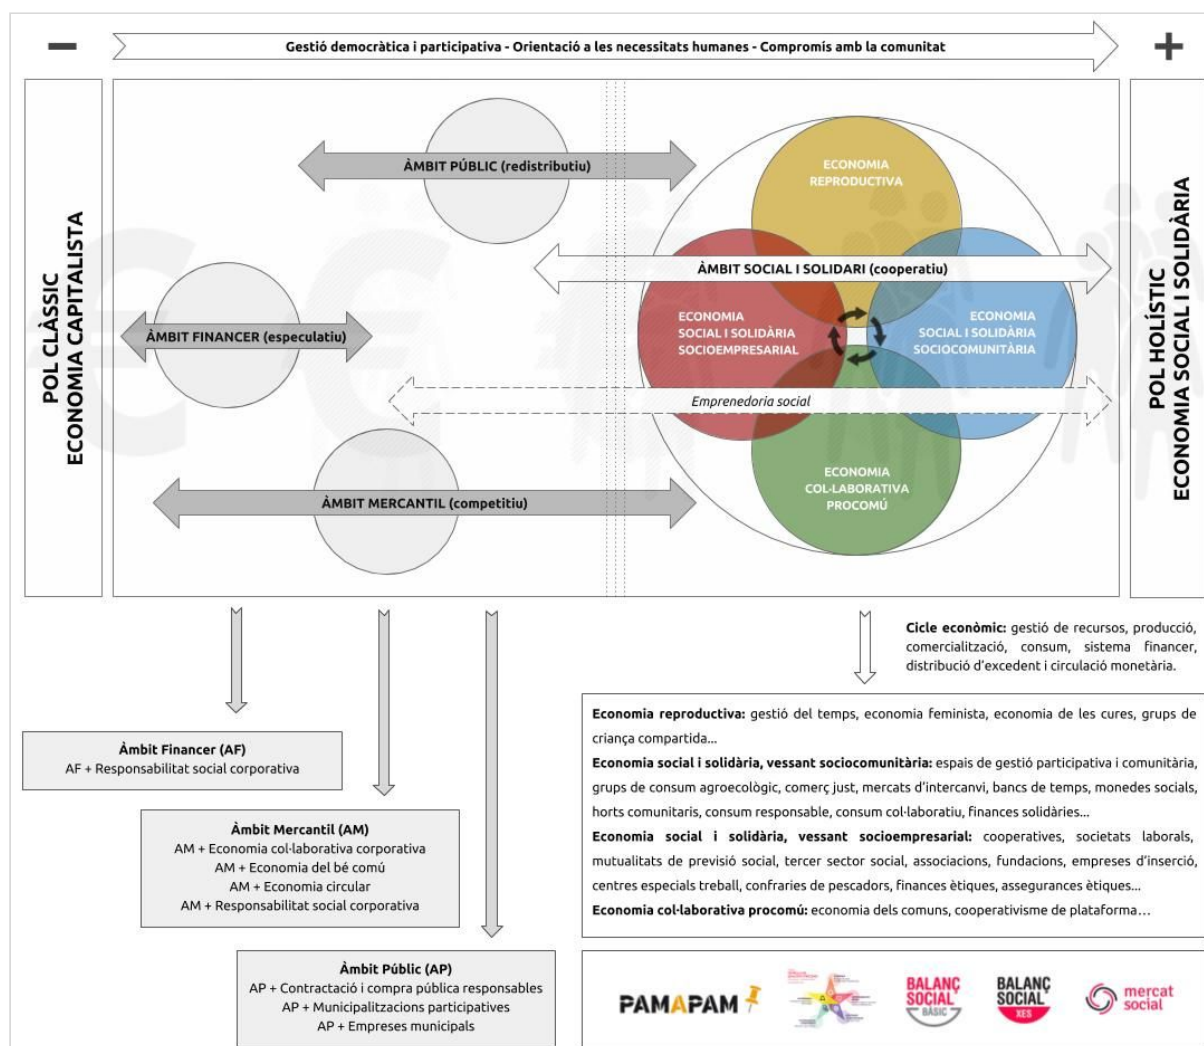 −
Gestió democràtica i participativa - Orientació a les necessitats humanes - Compromís amb la comunitat
+
POL CLÀSSIC
ECONOMIA CAPITALISTA
ÀMBIT PÚBLIC (redistributiu)
ÀMBIT FINANCER (especulatiu)
ÀMBIT MERCANTIL (competitiu)
ECONOMIA
REPRODUCTIVA
ÀMBIT SOCIAL I SOLIDARI (cooperatiu)
ECONOMIA
SOCIAL I SOLIDÀRIA
SOCIOEMPRESARIAL
ECONOMIA
SOCIAL I SOLIDÀRIA
SOCIOCOMUNITÀRIA
Emprenedoria social
ECONOMIA
COL·LABORATIVA
PROCOMÚ
POL HOLÍSTIC
ECONOMIA SOCIAL I SOLIDÀRIA
Cicle econòmic: gestió de recursos, producció,
comercialització, consum, sistema financer,
distribució d'excedent i circulació monetària.
Àmbit Financer (AF)
AF + Responsabilitat social corporativa
Àmbit Mercantil (AM)
AM + Economia col·laborativa corporativa
AM + Economia del bé comú
AM + Economia circular
AM + Responsabilitat social corporativa
Àmbit Públic (AP)
AP + Contractació i compra pública responsables
AP + Municipalitzacions participatives
AP + Empreses municipals
Economia reproductiva: gestió del temps, economia feminista, economia de les cures, grups de
criança compartida...
Economia social i solidària, vessant sociocomunitària: espais de gestió participativa i comunitària,
grups de consum agroecològic, comerç just, mercats d'intercanvi, bancs de temps, monedes socials,
horts comunitaris, consum responsable, consum col·laboratiu, finances solidàries...
Economia social i solidària, vessant socioempresarial: cooperatives, societats laborals,
mutualitats de previsió social, tercer sector social, associacions, fundacions, empreses d'inserció,
centres especials treball, confraries de pescadors, finances ètiques, assegurances ètiques...
Economia col·laborativa procomú: economia dels comuns, cooperativisme de plataforma...
PAMAPAM
BALANÇ
SOCIAL
BÀSIC
BALANÇ
SOCIAL
XES
mercat
social